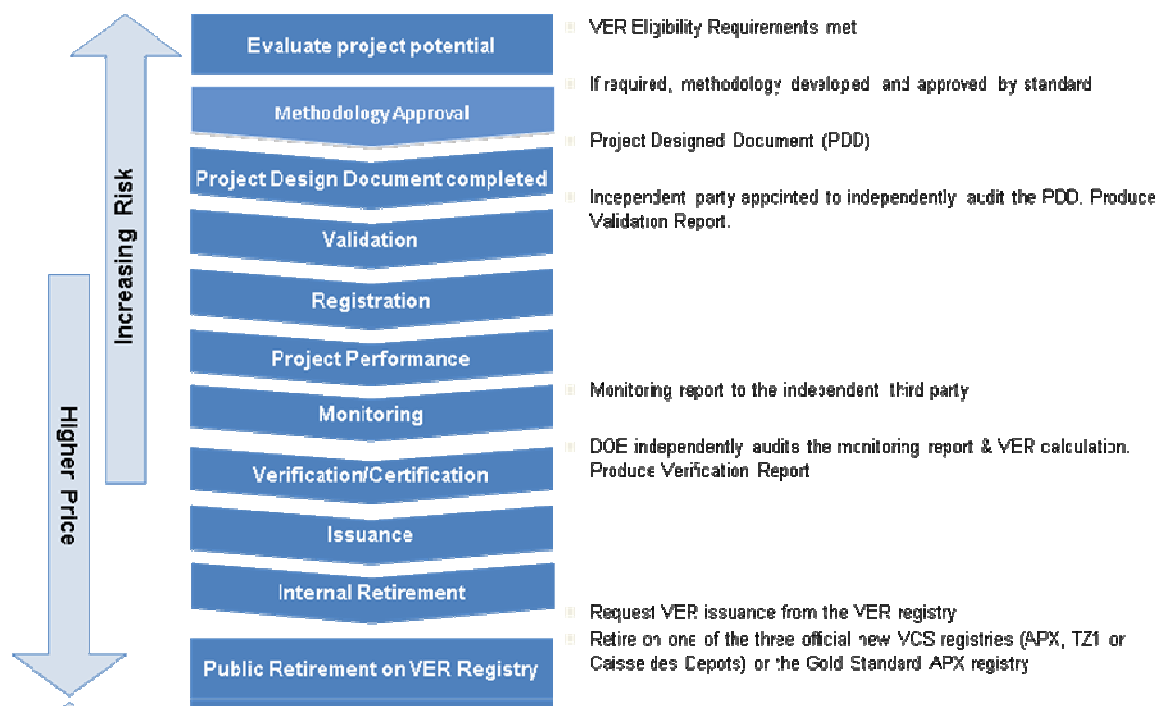 Evaluate project potential
VER Eligibility Requirements met
If required, methodology developed and approved by standard
Methodology Approval
Project Designed Document (PDD)
Project Design Document completed
Incependent party appointed to independently audit the PDD. Produce
Validation Report.
Validation
Registration
Project Performance
Monitoring report to the independent third party
Monitoring
DOE independently audits the monitoring report & VER calculation.
Produce Verification Report
Verification/Certification
Issuance
Internal Retirement
Request VER issuance from the VER registry
Retire on one of the three official new VCS registries (APX, TZ1 or
Caisse des Depots) or the Gold Standard APX registry
Public Retirement on VER Registry
Increasing Risk
Higher Price